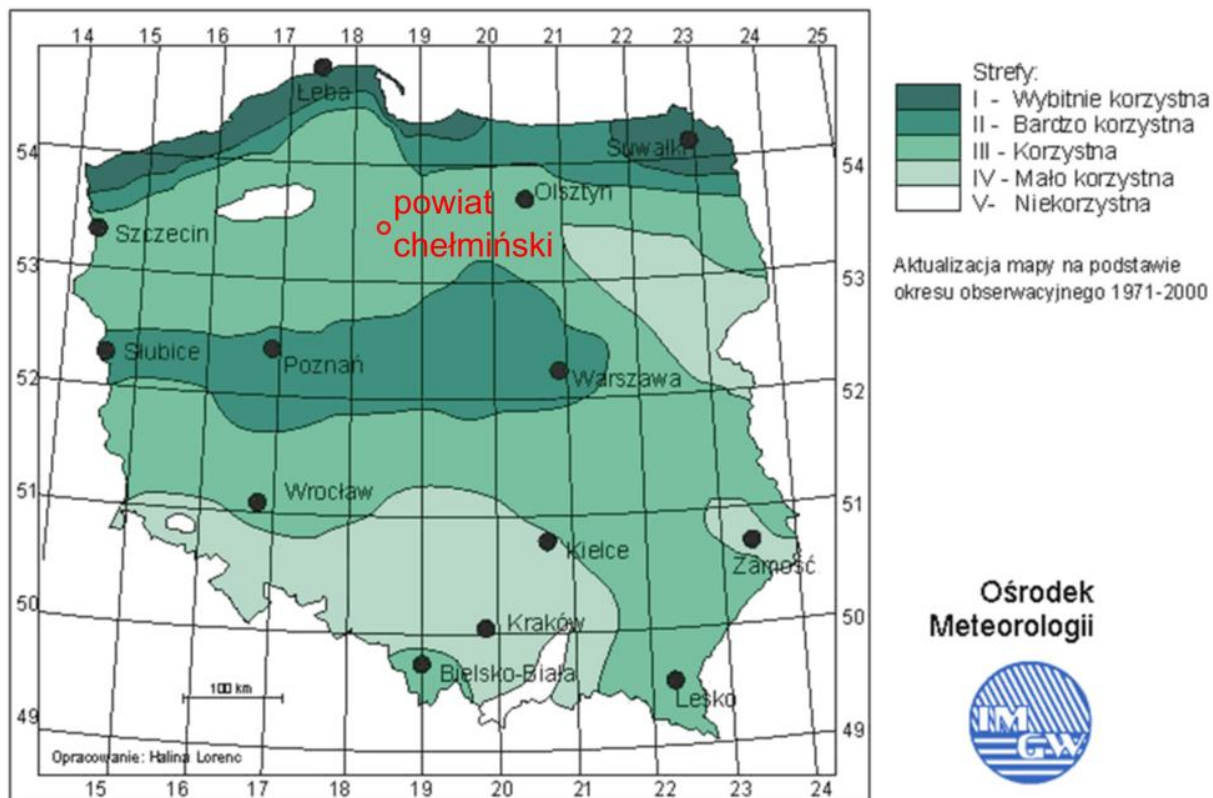 14 15 16 17 18 19 20 21 22 23 24 25
Łeba
54
Suwałki
54
Olsztyn
powiat
chełmiński
Szczecin
53
53
Słubice
Poznań
Warszawa
52
52
Wrocław
51
51
Kielce
Zamość
50
50
Kraków
Bielsko-Biała
Lesko
100 km
49
49
Opracowanie: Halina Lorenc
15 16 17 18 19 20 21 22 23 24
Strefy:
I - Wybitnie korzystna
II - Bardzo korzystna
III - Korzystna
IV - Mało korzystna
V- Niekorzystna
Aktualizacja mapy na podstawie
okresu obserwacyjnego 1971-2000
Ośrodek
Meteorologii
IM
GW